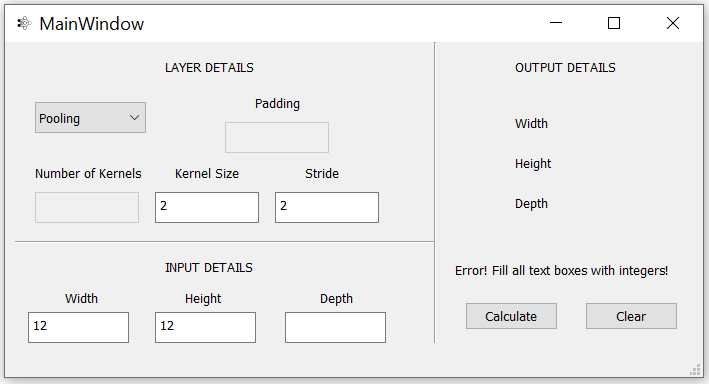 MainWindow
LAYER DETAILS
Pooling
Padding
Number of Kernels
Kernel Size
Stride
2
2
INPUT DETAILS
Width
Height
Depth
12
12
OUTPUT DETAILS
Width
Height
Depth
Error! Fill all text boxes with integers!
Calculate
Clear